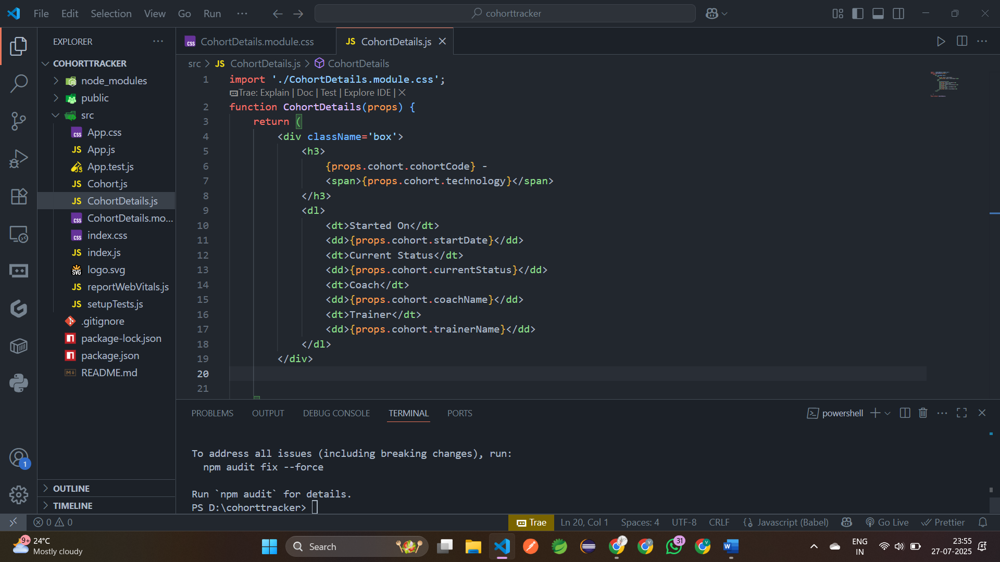 File Edit Selection View Go Run ···
cohorttracker
EXPLORER ···
COHORTTRACKER
node_modules
public
src
App.css
App.js
App.test.js
Cohort.js
CohortDetails.js
CohortDetails.mo...
index.css
index.js
logo.svg
reportWebVitals.js
setupTests.js
.gitignore
package-lock.json
package.json
README.md
OUTLINE
TIMELINE
CohortDetails.module.css
JS CohortDetails.js
src > JS CohortDetails.js > CohortDetails
1 import './CohortDetails.module.css';
Trae: Explain | Doc | Test | Explore IDE | X
2 function CohortDetails(props) {
3 return (
4 <div className='box'>
5 <h3>
6 {props.cohort.cohortCode} -
7 <span>{props.cohort.technology}</span>
8 </h3>
9 <dl>
10 <dt>Started On</dt>
11 <dd>{props.cohort.startDate}</dd>
12 <dt>Current Status</dt>
13 <dd>{props.cohort.currentStatus}</dd>
14 <dt>Coach</dt>
15 <dd>{props.cohort.coachName}</dd>
16 <dt>Trainer</dt>
17 <dd>{props.cohort.trainerName}</dd>
18 </dl>
19 </div>
20
21
PROBLEMS OUTPUT DEBUG CONSOLE TERMINAL PORTS
powershell
To address all issues (including breaking changes), run:
npm audit fix --force
Run `npm audit` for details.
PS D:\cohorttracker>
0 0
Trae Ln 20, Col 1 Spaces: 4 UTF-8 CRLF {} Javascript (Babel) Go Live Prettier
9+ 24°C
Mostly cloudy
Search
31
ENG
IN
23:55
27-07-2025